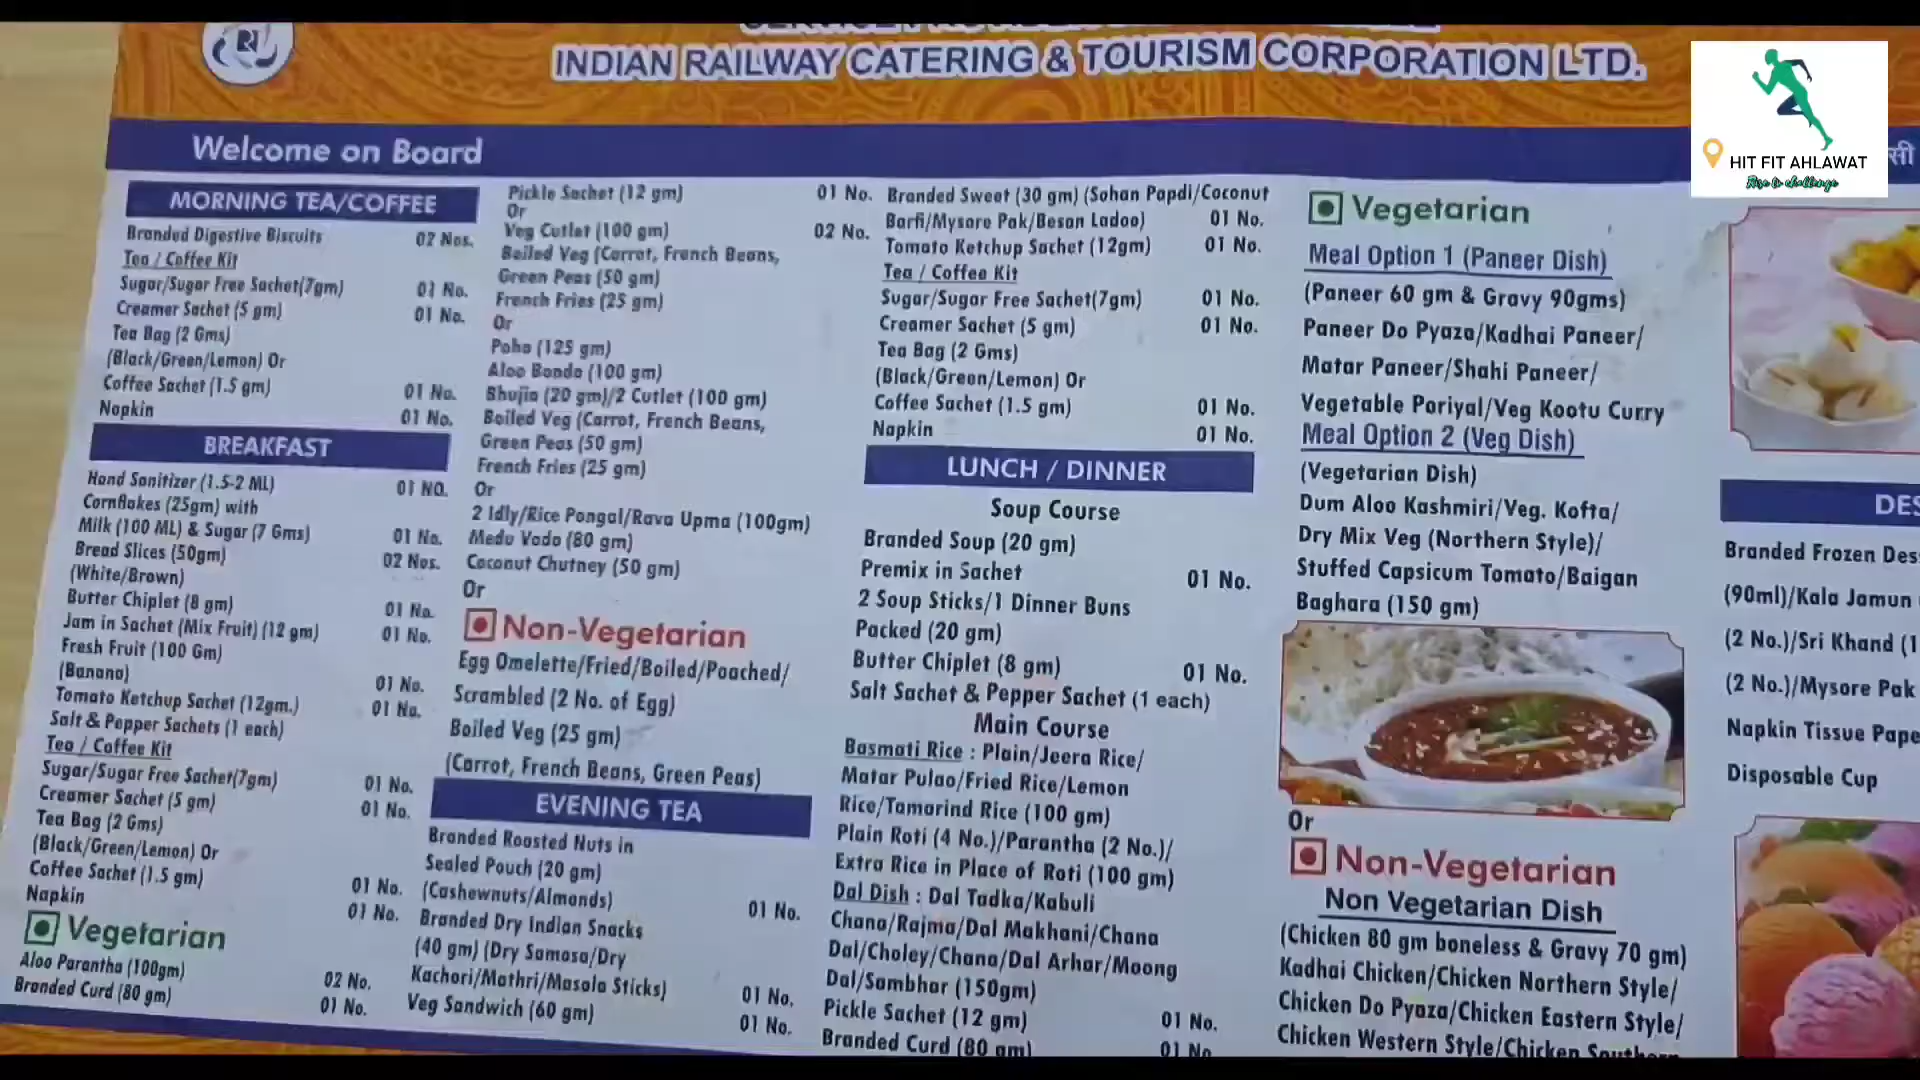 INDIAN RAILWAY CATERING & TOURISM CORPORATION LTD.
HIT FIT AHLAWAT
Rise to challenge
Welcome on Board
MORNING TEA/COFFEE
Branded Digestive Biscuits 02 Nos.
Tea / Coffee Kit
Sugar/Sugar Free Sachet(7gm) 01 No.
Creamer Sachet (5 gm) 01 No.
Tea Bag (2 Gms)
(Black/Green/Lemon) Or
Coffee Sachet (1.5 gm) 01 No.
Napkin 01 No.
BREAKFAST
Hand Sanitizer (1.5-2 ML) 01 NO.
Cornflakes (25gm) with
Milk (100 ML) & Sugar (7 Gms) 01 No.
Bread Slices (50gm) 02 Nos.
(White/Brown)
Butter Chiplet (8 gm) 01 No.
Jam in Sachet (Mix Fruit) (12 gm) 01 No.
Fresh Fruit (100 Gm)
(Banana) 01 No.
Tomato Ketchup Sachet (12gm.) 01 No.
Salt & Pepper Sachets (1 each)
Tea / Coffee Kit
Sugar/Sugar Free Sachet(7gm) 01 No.
Creamer Sachet (5 gm) 01 No.
Tea Bag (2 Gms)
(Black/Green/Lemon) Or
Coffee Sachet (1.5 gm) 01 No.
Napkin 01 No.
Vegetarian
Aloo Parantha (100gm) 02 No.
Branded Curd (80 gm) 01 No.
Pickle Sachet (12 gm) 01 No.
Or
Veg Cutlet (100 gm) 02 No.
Boiled Veg (Carrot, French Beans,
Green Peas (50 gm)
French Fries (25 gm)
Or
Poha (125 gm)
Aloo Bonda (100 gm)
Bhujia (20 gm)/2 Cutlet (100 gm)
Boiled Veg (Carrot, French Beans,
Green Peas (50 gm)
French Fries (25 gm)
Or
2 Idly/Rice Pongal/Rava Upma (100gm)
Medu Vada (80 gm)
Coconut Chutney (50 gm)
Or
Non-Vegetarian
Egg Omelette/Fried/Boiled/Poached/
Scrambled (2 No. of Egg)
Boiled Veg (25 gm)
(Carrot, French Beans, Green Peas)
EVENING TEA
Branded Roasted Nuts in
Sealed Pouch (20 gm)
(Cashewnuts/Almonds) 01 No.
Branded Dry Indian Snacks
(40 gm) (Dry Samosa/Dry
Kachori/Mathri/Masala Sticks) 01 No.
Veg Sandwich (60 gm) 01 No.
Branded Sweet (30 gm) (Sohan Papdi/Coconut
Barfi/Mysore Pak/Besan Ladoo) 01 No.
Tomato Ketchup Sachet (12gm) 01 No.
Tea / Coffee Kit
Sugar/Sugar Free Sachet(7gm) 01 No.
Creamer Sachet (5 gm) 01 No.
Tea Bag (2 Gms)
(Black/Green/Lemon) Or
Coffee Sachet (1.5 gm) 01 No.
Napkin 01 No.
LUNCH / DINNER
Soup Course
Branded Soup (20 gm)
Premix in Sachet 01 No.
2 Soup Sticks/1 Dinner Buns
Packed (20 gm)
Butter Chiplet (8 gm) 01 No.
Salt Sachet & Pepper Sachet (1 each)
Main Course
Basmati Rice : Plain/Jeera Rice/
Matar Pulao/Fried Rice/Lemon
Rice/Tamarind Rice (100 gm)
Plain Roti (4 No.)/Parantha (2 No.)/
Extra Rice in Place of Roti (100 gm)
Dal Dish : Dal Tadka/Kabuli
Chana/Rajma/Dal Makhani/Chana
Dal/Choley/Chana/Dal Arhar/Moong
Dal/Sambhar (150gm)
Pickle Sachet (12 gm) 01 No.
Branded Curd (80 gm) 01 No
Vegetarian
Meal Option 1 (Paneer Dish)
(Paneer 60 gm & Gravy 90gms)
Paneer Do Pyaza/Kadhai Paneer/
Matar Paneer/Shahi Paneer/
Vegetable Poriyal/Veg Kootu Curry
Meal Option 2 (Veg Dish)
(Vegetarian Dish)
Dum Aloo Kashmiri/Veg. Kofta/
Dry Mix Veg (Northern Style)/
Stuffed Capsicum Tomato/Baigan
Baghara (150 gm)
Or
Non-Vegetarian
Non Vegetarian Dish
(Chicken 80 gm boneless & Gravy 70 gm)
Kadhai Chicken/Chicken Northern Style/
Chicken Do Pyaza/Chicken Eastern Style/
Chicken Western Style/Chicken Southern
DES
Branded Frozen Des
(90ml)/Kala Jamun
(2 No.)/Sri Khand (1
(2 No.)/Mysore Pak
Napkin Tissue Pape
Disposable Cup